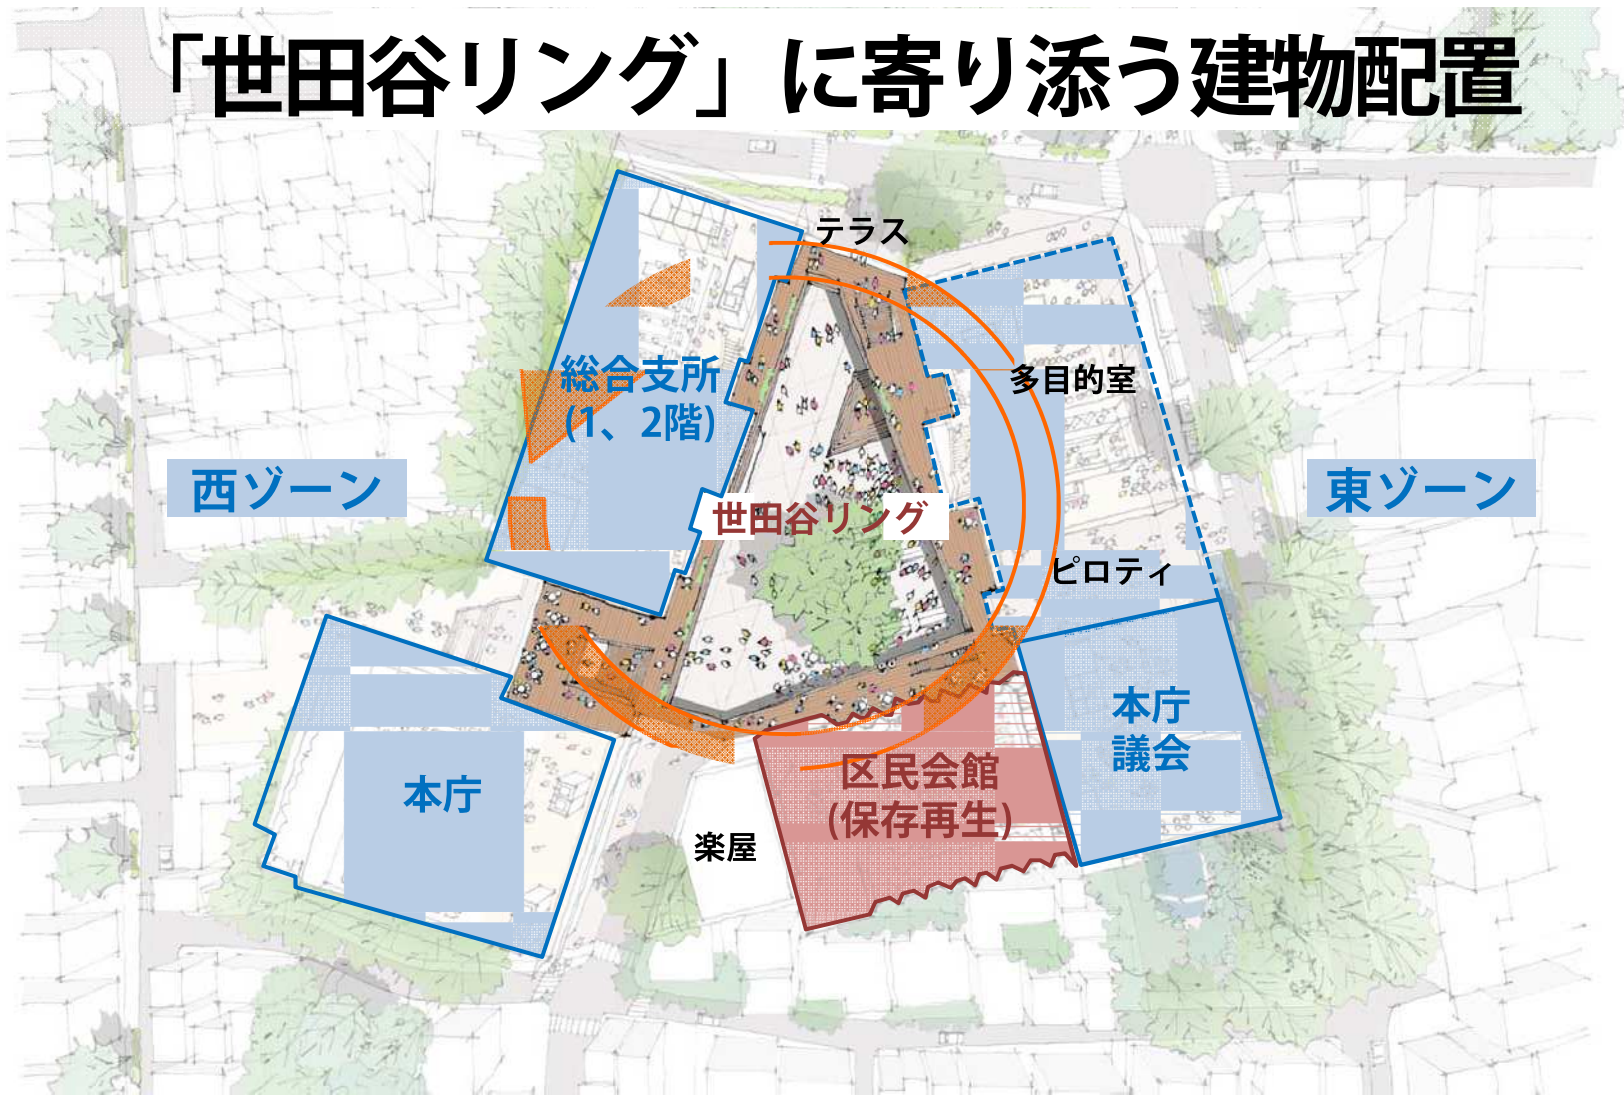 「世田谷リング」に寄り添う建物配置
テラス
総合支所
(1、2階)
多目的室
西ゾーン
東ゾーン
世田谷リング
ピロティ
本庁
議会
本庁
区民会館
(保存再生)
楽屋